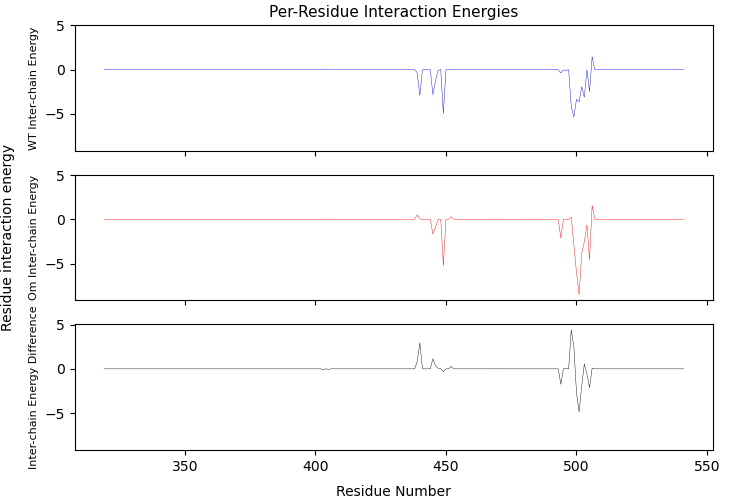 Per-Residue Interaction Energies
Residue interaction energy
WT Inter-chain Energy
5
0
−5
Om Inter-chain Energy
5
0
−5
Inter-chain Energy Difference
5
0
−5
350
400
450
500
550
Residue Number